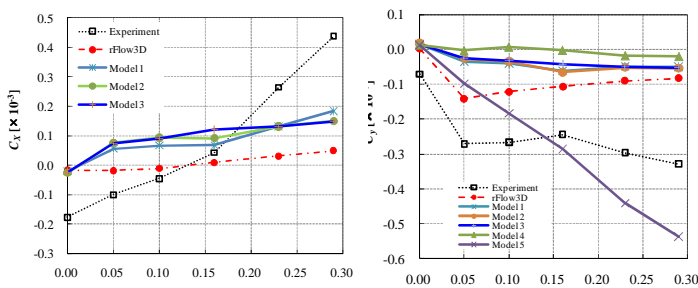 0.5
0.4
0.3
0.2
0.1
0.0
-0.1
-0.2
-0.3
C_X [× 10⁻³]
Experiment
rFlow3D
Model1
Model2
Model3
0.00 0.05 0.10 0.15 0.20 0.25 0.30
0.1
0.0
-0.1
-0.2
-0.3
-0.4
-0.5
-0.6
Experiment
rFlow3D
Model1
Model2
Model3
Model4
Model5
0.00 0.05 0.10 0.15 0.20 0.25 0.30